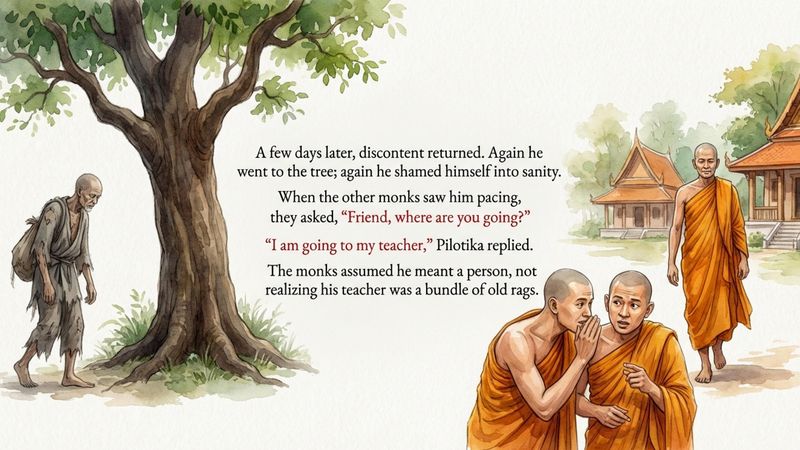 A few days later, discontent returned. Again he
went to the tree; again he shamed himself into sanity.
When the other monks saw him pacing,
they asked, “Friend, where are you going?”
“I am going to my teacher,” Pilotika replied.
The monks assumed he meant a person, not
realizing his teacher was a bundle of old rags.